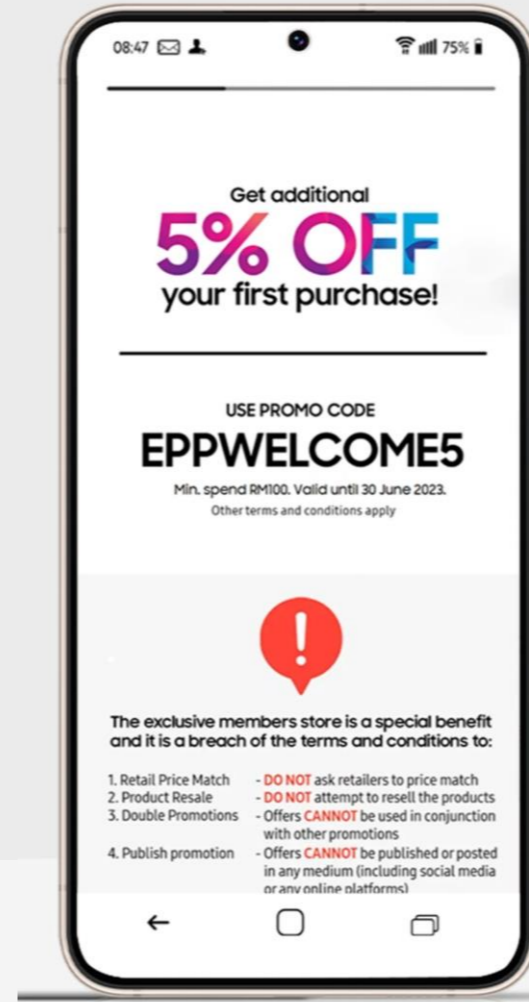 08:47
75%
Get additional
5% OFF
your first purchase!
USE PROMO CODE
EPPWELCOME5
Min. spend RM100. Valid until 30 June 2023.
Other terms and conditions apply
!
The exclusive members store is a special benefit
and it is a breach of the terms and conditions to:
1. Retail Price Match - DO NOT ask retailers to price match
2. Product Resale - DO NOT attempt to resell the products
3. Double Promotions - Offers CANNOT be used in conjunction
with other promotions
4. Publish promotion - Offers CANNOT be published or posted
in any medium (including social media
or any online platforms)